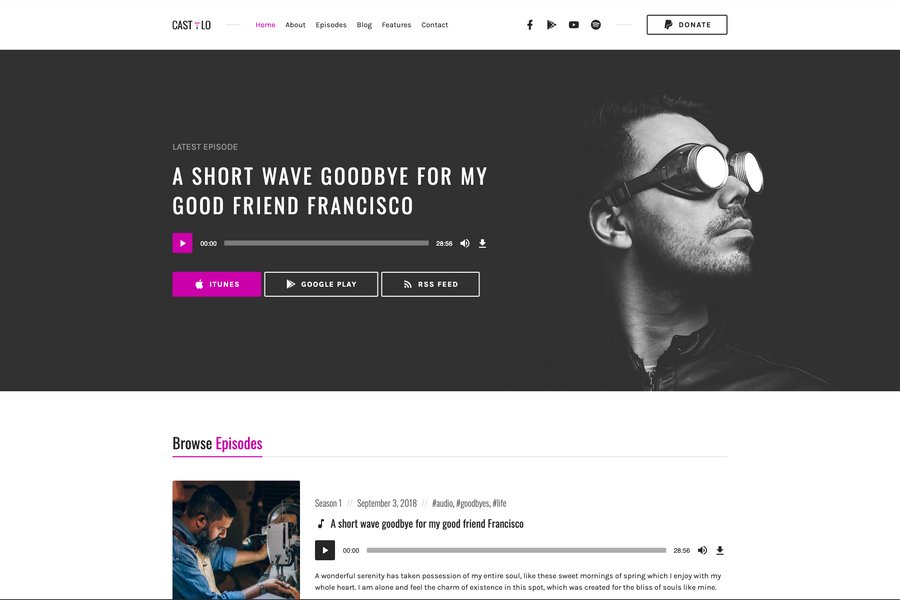 CAST LO
Home About Episodes Blog Features Contact
DONATE
LATEST EPISODE
A SHORT WAVE GOODBYE FOR MY
GOOD FRIEND FRANCISCO
00:00 28:56
ITUNES GOOGLE PLAY RSS FEED
Browse Episodes
Season 1 // September 3, 2018 // #audio, #goodbyes, #life
A short wave goodbye for my good friend Francisco
00:00 28:56
A wonderful serenity has taken possession of my entire soul, like these sweet mornings of spring which I enjoy with my
whole heart. I am alone and feel the charm of existence in this spot, which was created for the bliss of souls like mine.